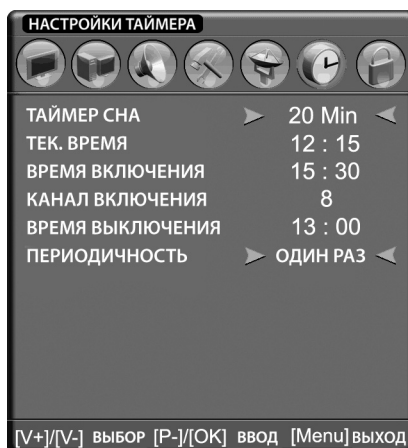 НАСТРОЙКИ ТАЙМЕРА
ТАЙМЕР СНА 20 Min
ТЕК. ВРЕМЯ 12 : 15
ВРЕМЯ ВКЛЮЧЕНИЯ 15 : 30
КАНАЛ ВКЛЮЧЕНИЯ 8
ВРЕМЯ ВЫКЛЮЧЕНИЯ 13 : 00
ПЕРИОДИЧНОСТЬ ОДИН РАЗ
[V+]/[V-] ВЫБОР [P-]/[OK] ВВОД [Menu] ВЫХОД